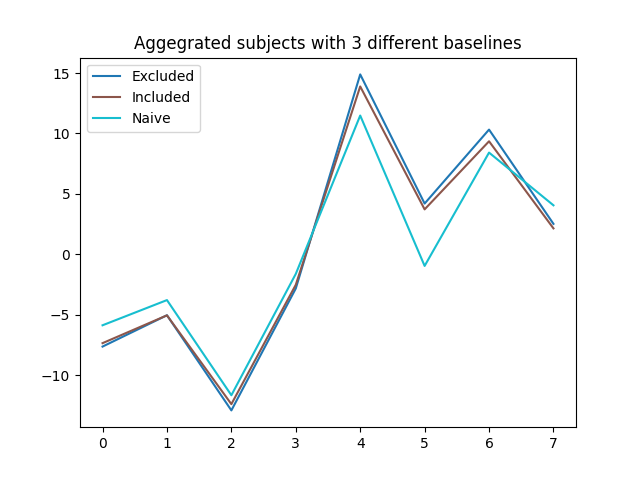 Aggegrated subjects with 3 different baselines
Excluded
Included
Naive
15
10
5
0
−5
−10
0 1 2 3 4 5 6 7